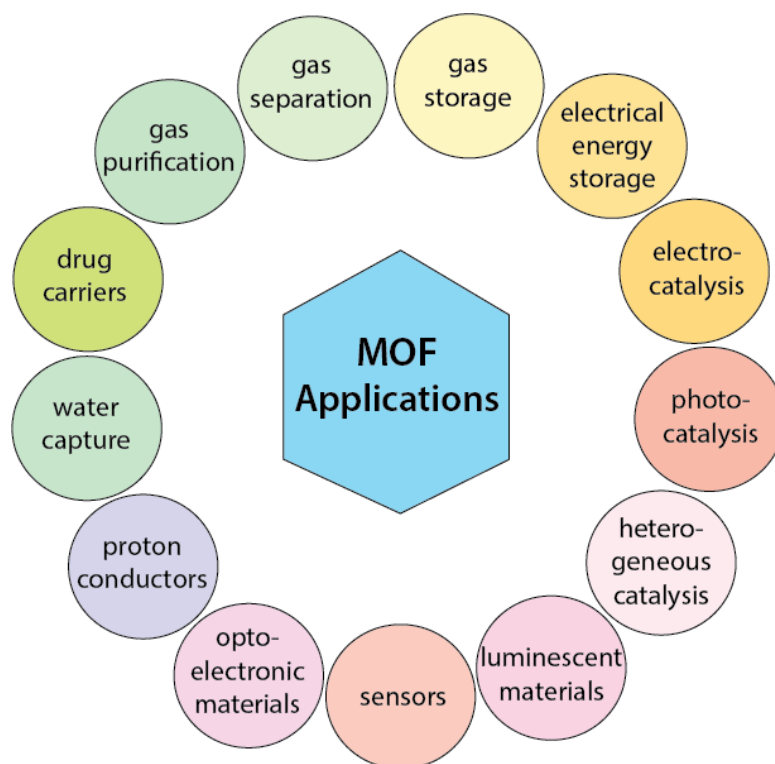 gas
separation
gas
storage
electrical
energy
storage
electro-
catalysis
photo-
catalysis
hetero-
geneous
catalysis
luminescent
materials
sensors
opto-
electronic
materials
proton
conductors
water
capture
drug
carriers
gas
purification
MOF
Applications